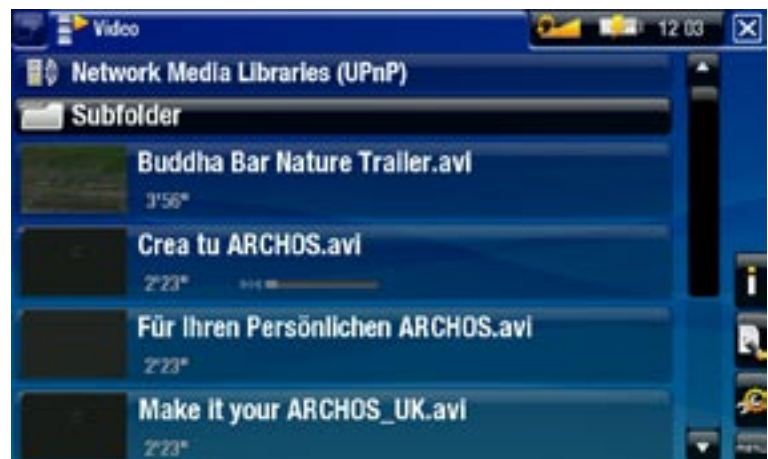 Video
12 03
Network Media Libraries (UPnP)
Subfolder
Buddha Bar Nature Trailer.avi
3'56"
Crea tu ARCHOS.avi
2'23"
Für Ihren Persönlichen ARCHOS.avi
2'23"
Make it your ARCHOS_UK.avi
2'23"